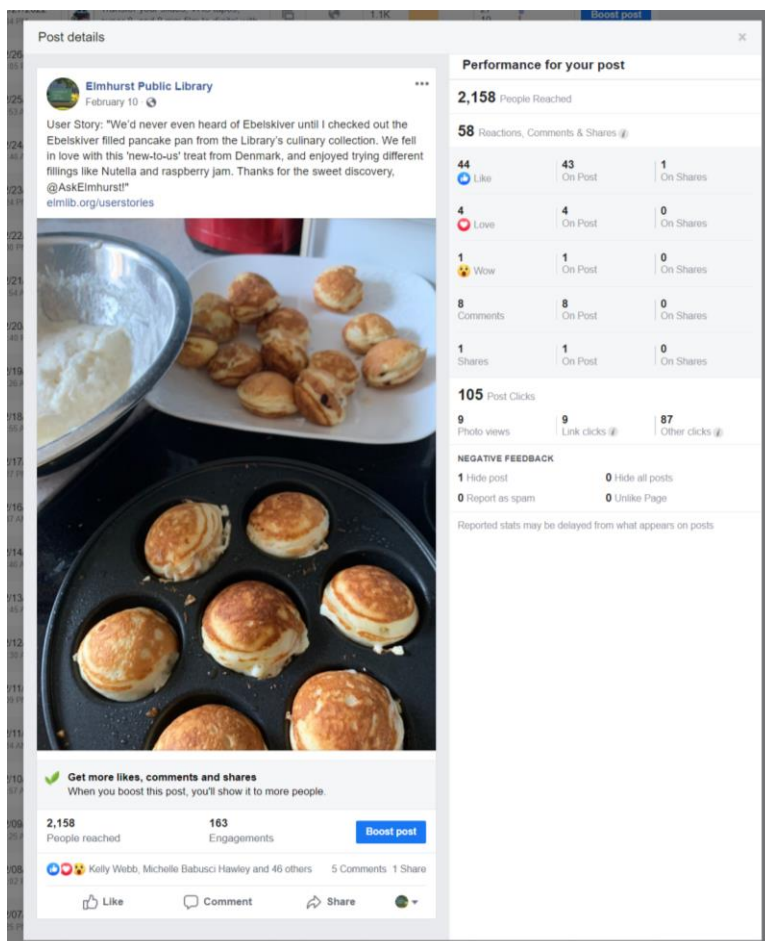 1.1K
Boost post
Post details
×
Elmhurst Public Library
February 10 ·
User Story: "We'd never even heard of Ebelskiver until I checked out the
Ebelskiver filled pancake pan from the Library's culinary collection. We fell
in love with this 'new-to-us' treat from Denmark, and enjoyed trying different
fillings like Nutella and raspberry jam. Thanks for the sweet discovery,
@AskElmhurst!"
elmlib.org/userstories
Get more likes, comments and shares
When you boost this post, you'll show it to more people.
2,158 163
People reached Engagements
Boost post
Kelly Webb, Michelle Babusci Hawley and 46 others 5 Comments 1 Share
Like Comment Share
Performance for your post
2,158 People Reached
58 Reactions, Comments & Shares
44 43 1
Like On Post On Shares
4 4 0
Love On Post On Shares
1 1 0
Wow On Post On Shares
8 8 0
Comments On Post On Shares
1 1 0
Shares On Post On Shares
105 Post Clicks
9 9 87
Photo views Link clicks Other clicks
NEGATIVE FEEDBACK
1 Hide post 0 Hide all posts
0 Report as spam 0 Unlike Page
Reported stats may be delayed from what appears on posts